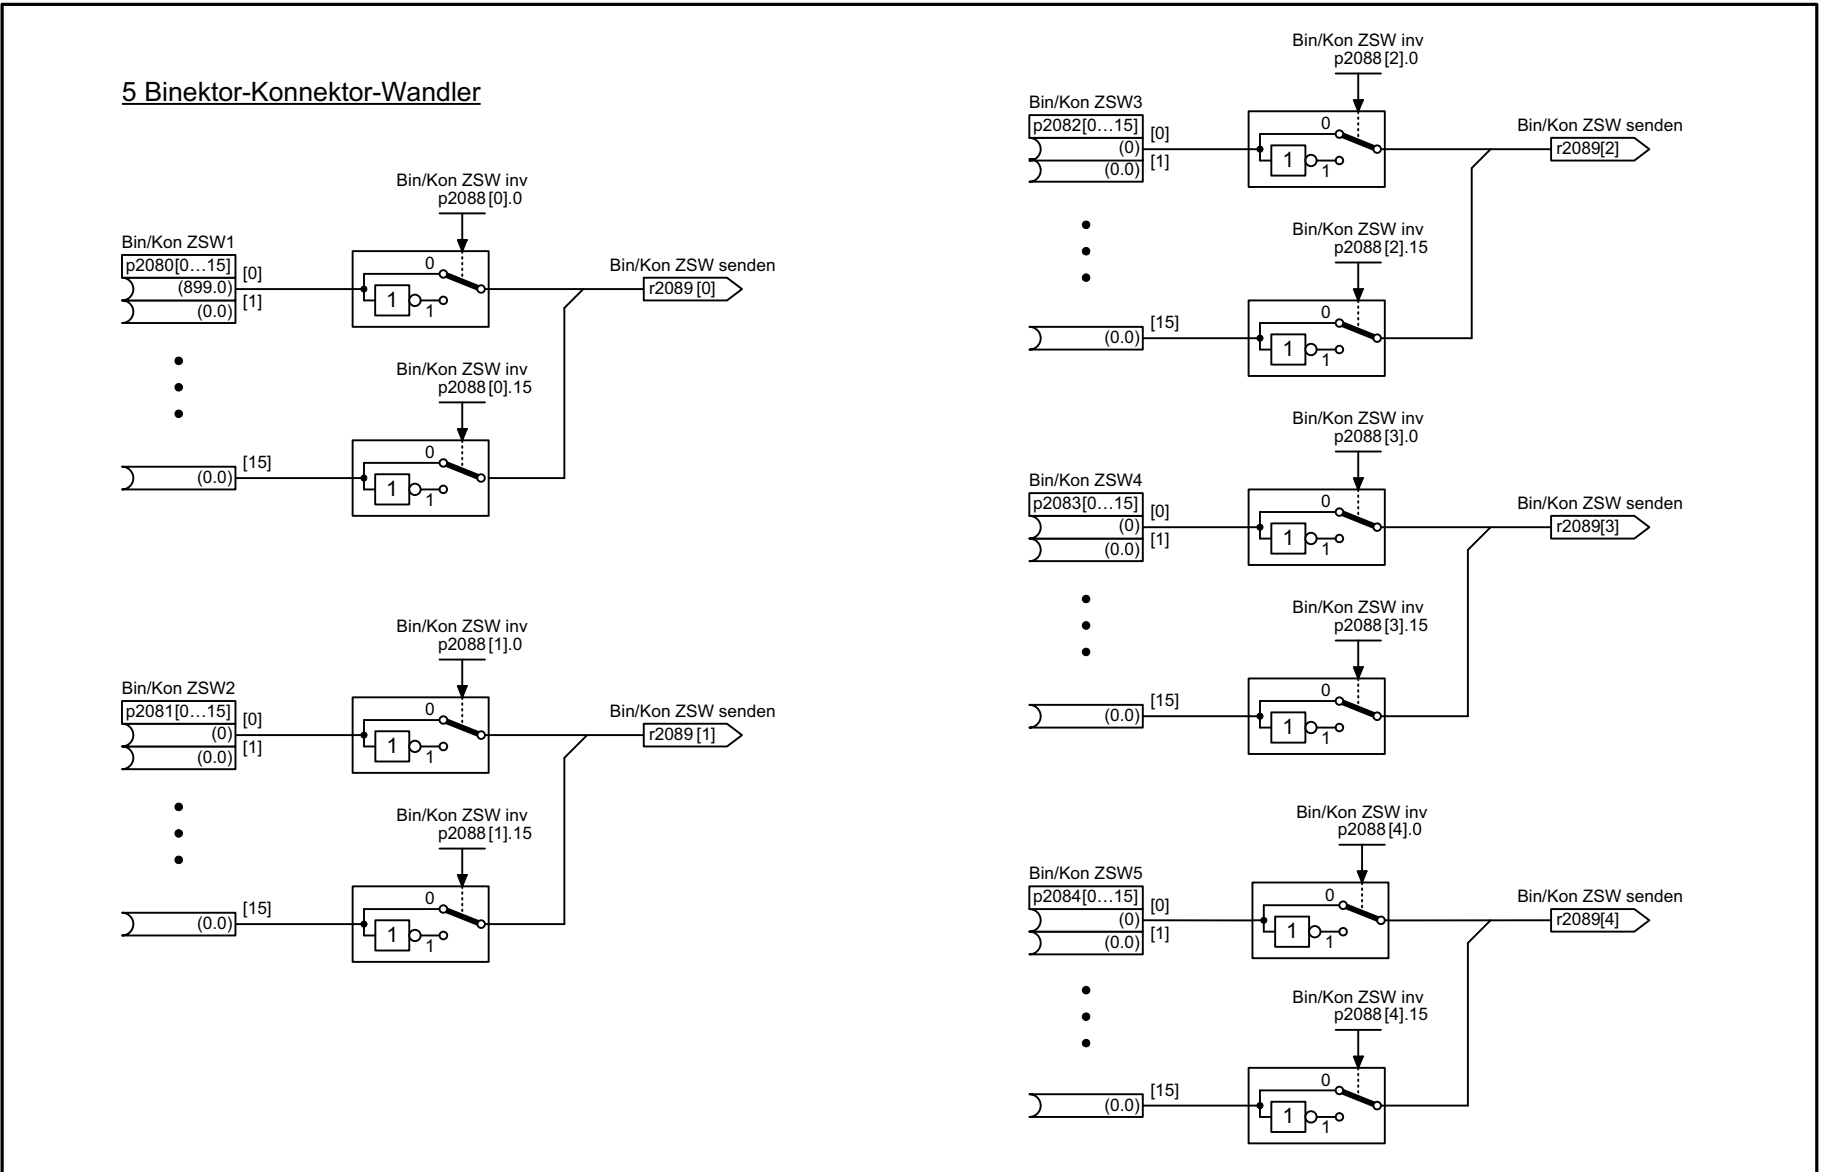 5 Binektor-Konnektor-Wandler
Bin/Kon ZSW inv
p2088[0].0
Bin/Kon ZSW1
p2080[0...15]
[0]
(899.0)
[1]
(0.0)
0
1
1
Bin/Kon ZSW senden
r2089[0]
Bin/Kon ZSW inv
p2088[0].15
[15]
(0.0)
0
1
1
Bin/Kon ZSW inv
p2088[1].0
Bin/Kon ZSW2
p2081[0...15]
[0]
(0)
[1]
(0.0)
0
1
1
Bin/Kon ZSW senden
r2089[1]
Bin/Kon ZSW inv
p2088[1].15
[15]
(0.0)
0
1
1
Bin/Kon ZSW inv
p2088[2].0
Bin/Kon ZSW3
p2082[0...15]
[0]
(0)
[1]
(0.0)
0
1
1
Bin/Kon ZSW senden
r2089[2]
Bin/Kon ZSW inv
p2088[2].15
[15]
(0.0)
0
1
1
Bin/Kon ZSW inv
p2088[3].0
Bin/Kon ZSW4
p2083[0...15]
[0]
(0)
[1]
(0.0)
0
1
1
Bin/Kon ZSW senden
r2089[3]
Bin/Kon ZSW inv
p2088[3].15
[15]
(0.0)
0
1
1
Bin/Kon ZSW inv
p2088[4].0
Bin/Kon ZSW5
p2084[0...15]
[0]
(0)
[1]
(0.0)
0
1
1
Bin/Kon ZSW senden
r2089[4]
Bin/Kon ZSW inv
p2088[4].15
[15]
(0.0)
0
1
1